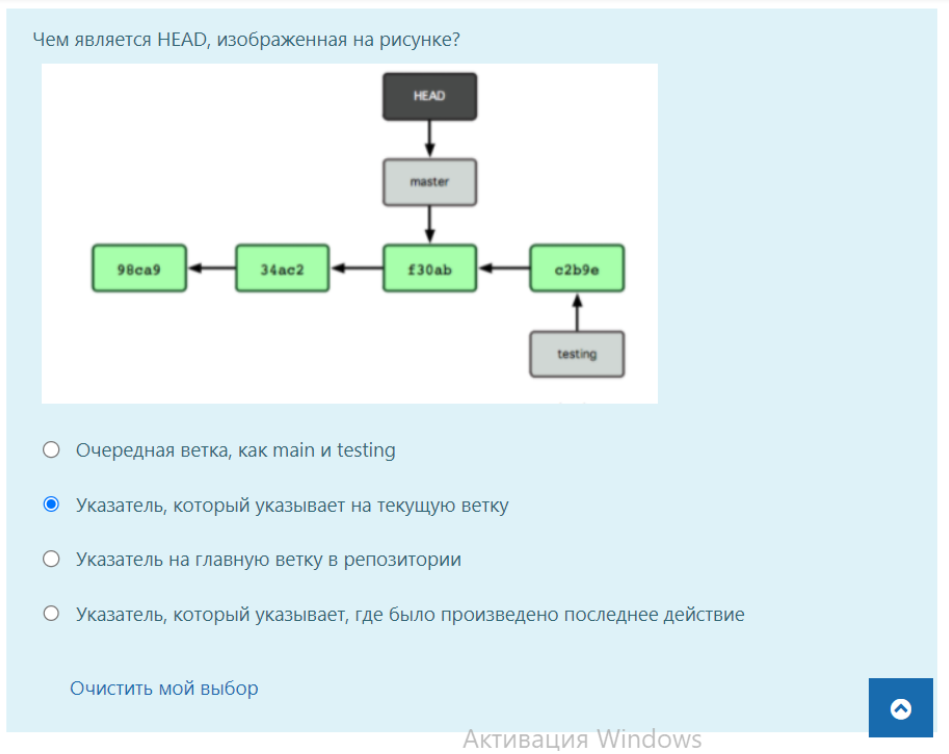 Чем является HEAD, изображенная на рисунке?
HEAD
master
98ca9 34ac2 f30ab c2b9e
testing
Очередная ветка, как main и testing
Указатель, который указывает на текущую ветку
Указатель на главную ветку в репозитории
Указатель, который указывает, где было произведено последнее действие
Очистить мой выбор
Активация Windows